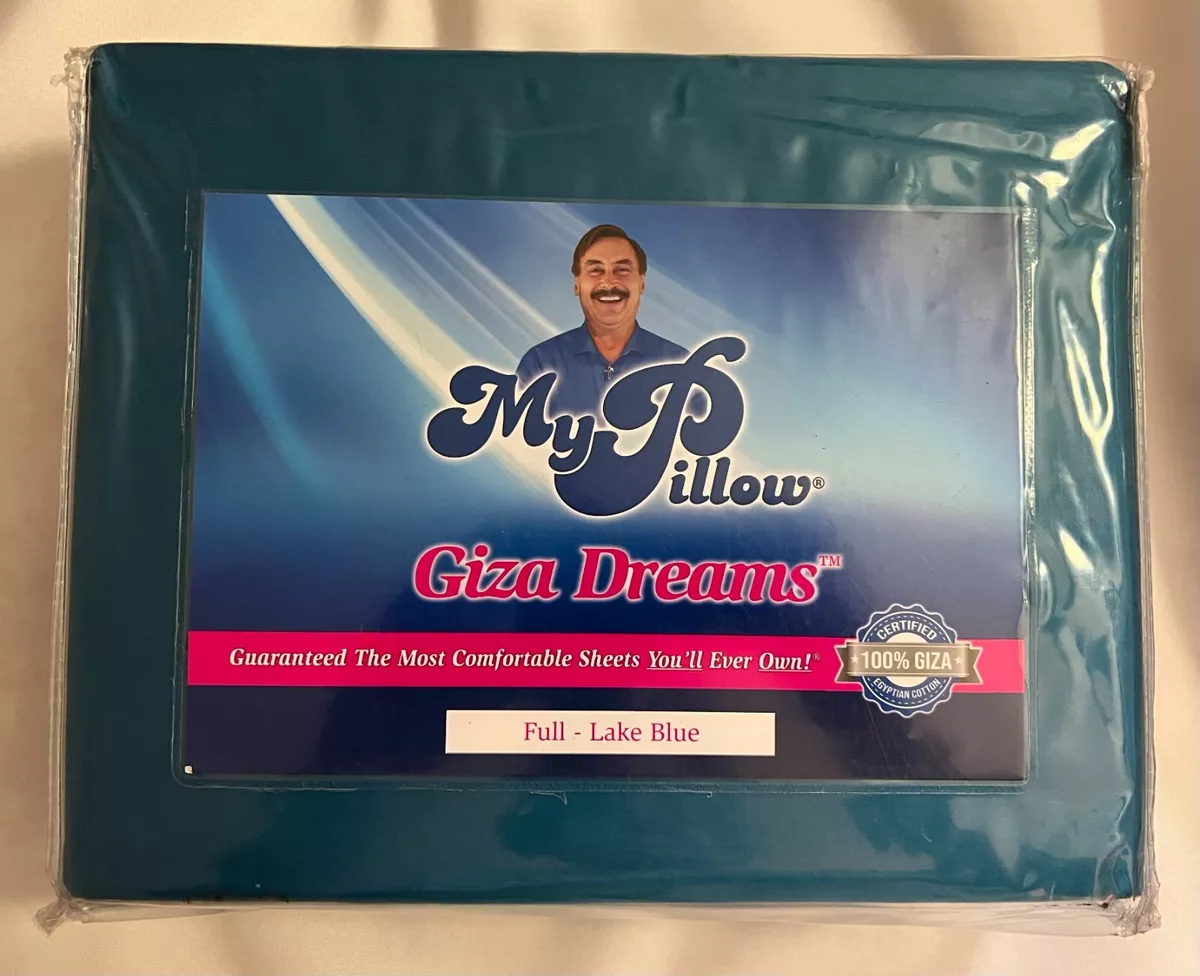 MyPillow®
Giza Dreams™
Guaranteed The Most Comfortable Sheets You'll Ever Own!®
CERTIFIED
100% GIZA
EGYPTIAN COTTON
Full - Lake Blue